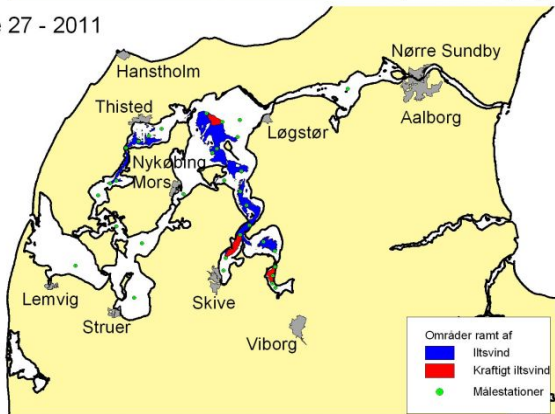 27 - 2011
Hanstholm
Nørre Sundby
Thisted
Aalborg
Løgstør
Nykøbing
Mors
Lemvig
Struer
Skive
Viborg
Områder ramt af
Iltsvind
Kraftigt iltsvind
Målestationer